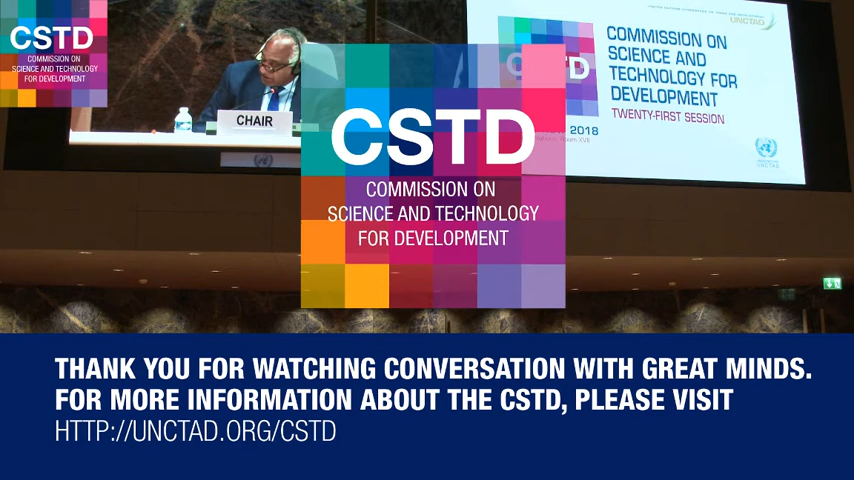 CSTD
COMMISSION ON
SCIENCE AND TECHNOLOGY
FOR DEVELOPMENT
CHAIR
UNCTAD
COMMISSION ON
SCIENCE AND
TECHNOLOGY FOR
DEVELOPMENT
TWENTY-FIRST SESSION
2018
CSTD
COMMISSION ON
SCIENCE AND TECHNOLOGY
FOR DEVELOPMENT
THANK YOU FOR WATCHING CONVERSATION WITH GREAT MINDS.
FOR MORE INFORMATION ABOUT THE CSTD, PLEASE VISIT
HTTP://UNCTAD.ORG/CSTD